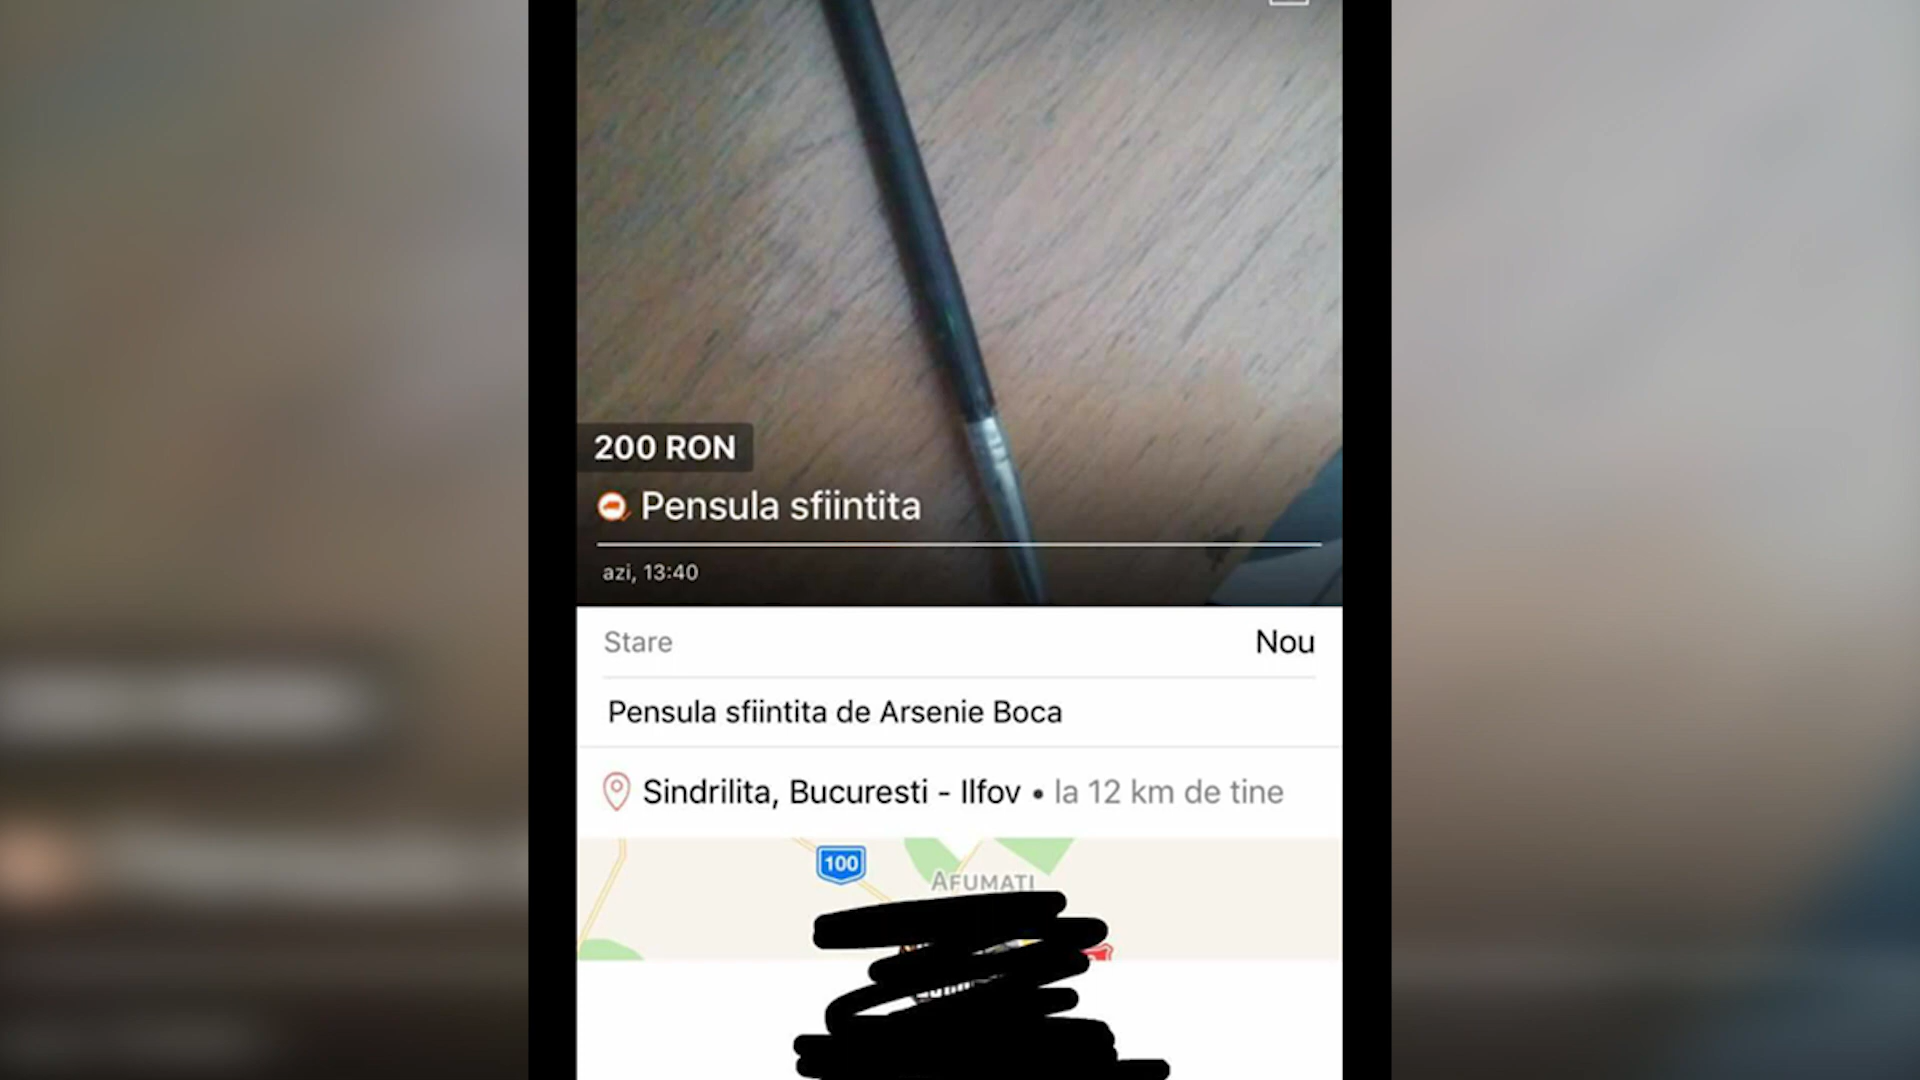 200 RON
Pensula sfiintita
azi, 13:40
Stare
Nou
Pensula sfiintita de Arsenie Boca
Sindrilita, Bucuresti - Ilfov • la 12 km de tine
100
AFUMATI